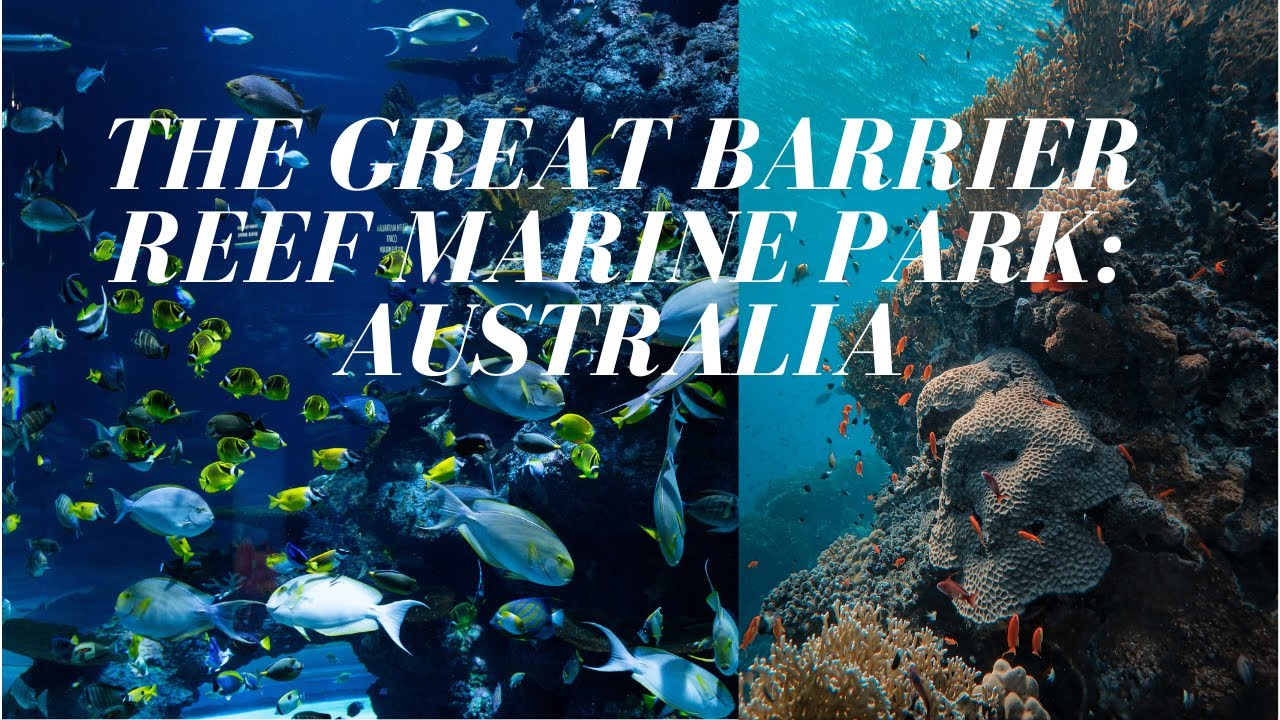 THE GREAT BARRIER
REEF MARINE PARK:
AUSTRALIA